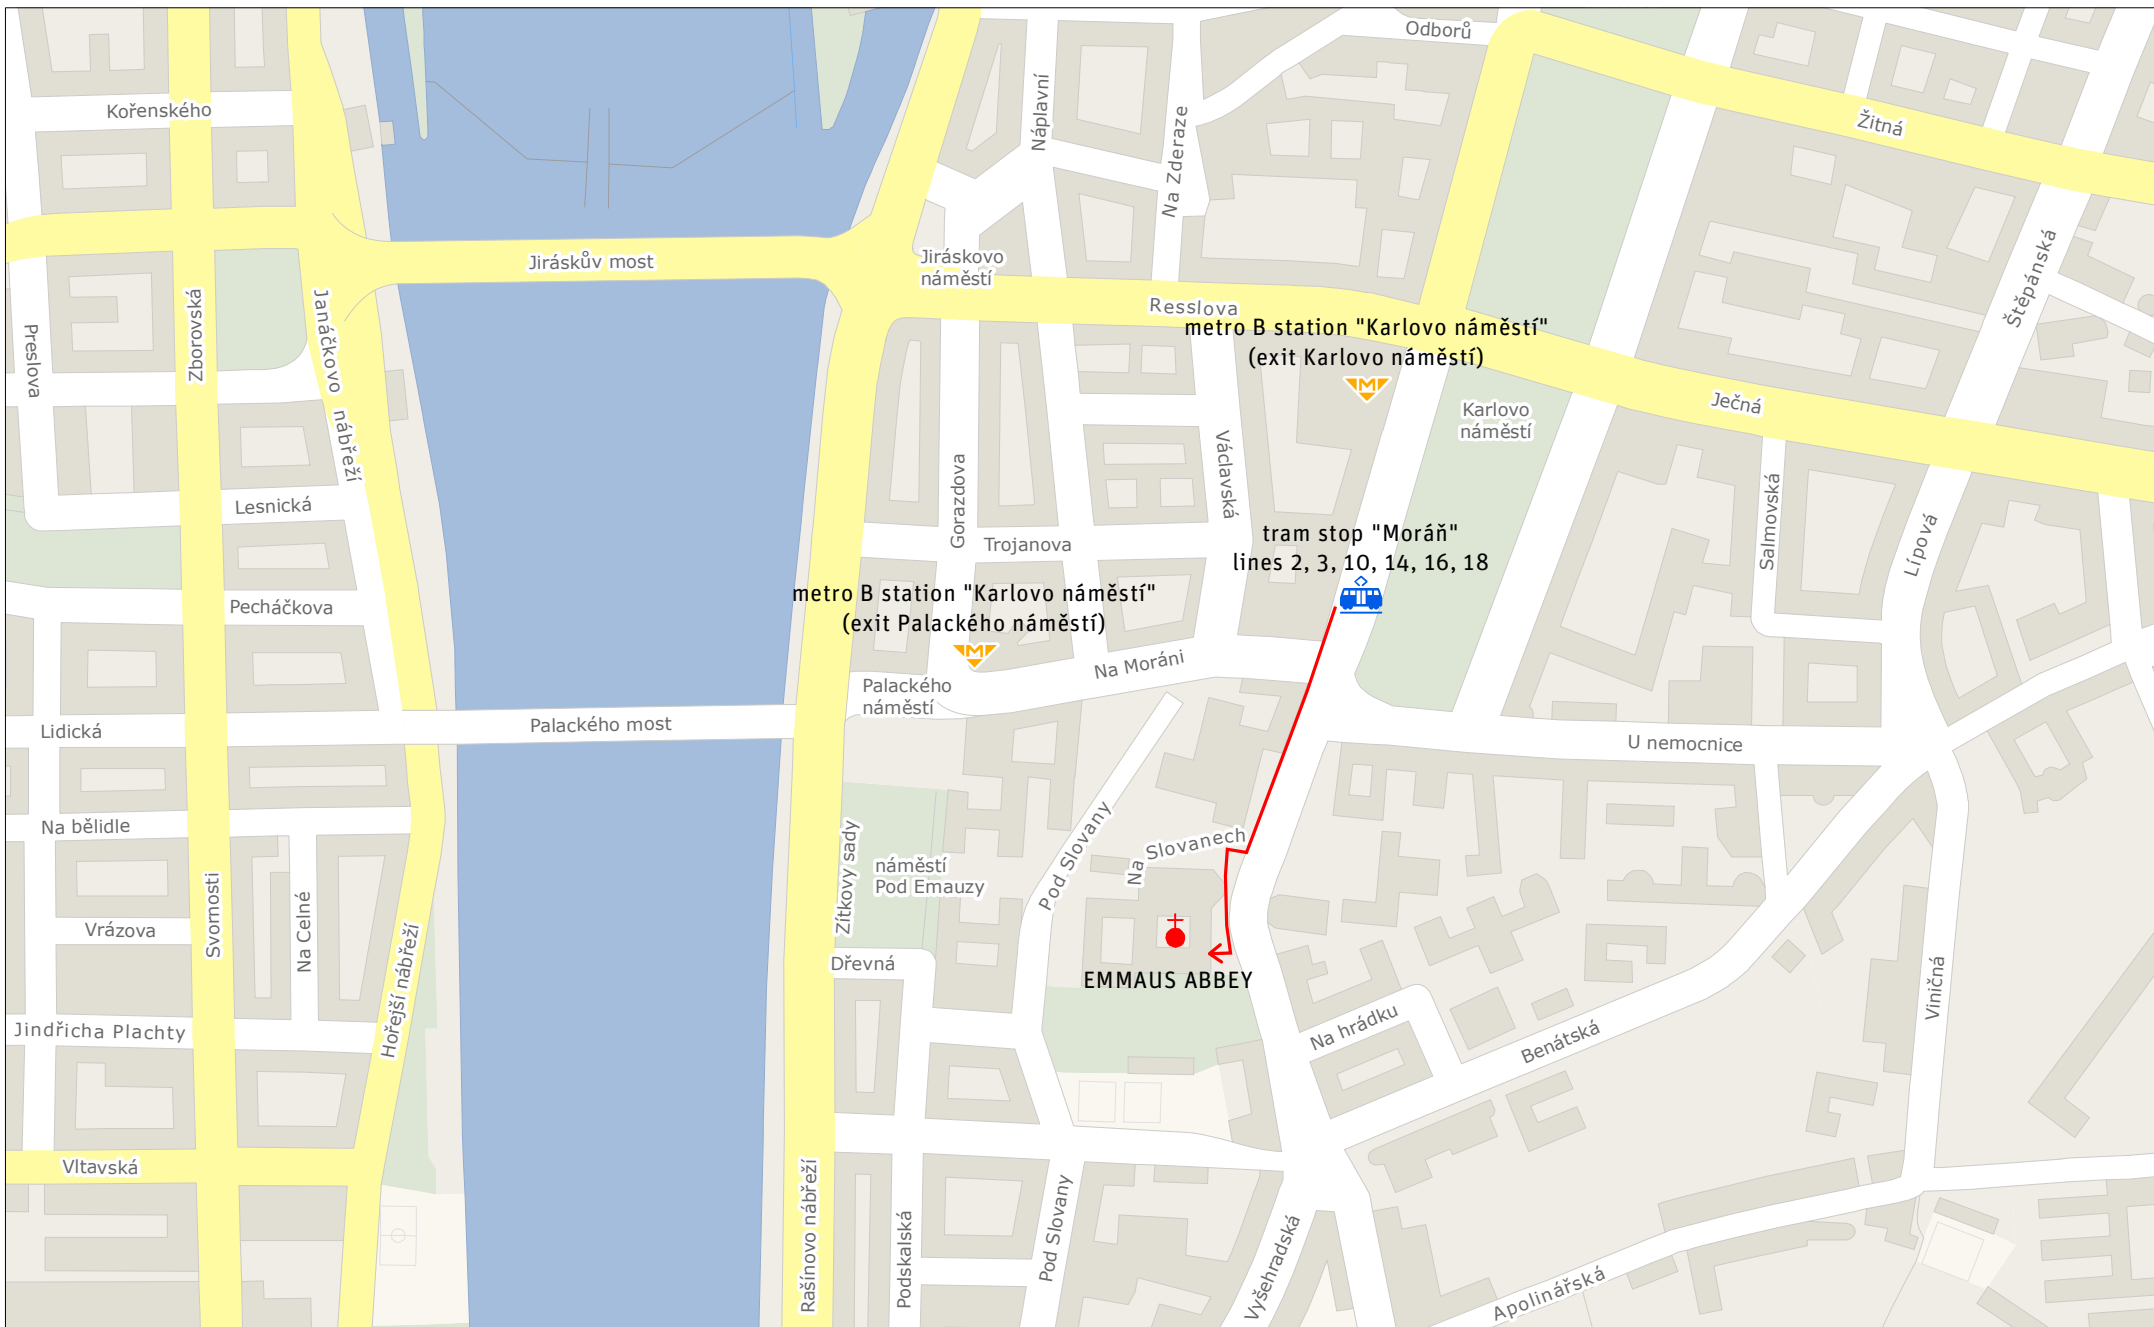 Odborů
Kořenského
Náplavní
Na Zderaze
Žitná
Jiráskův most
Jiráskovo
náměstí
Resslova
Štěpánská
Preslova
Zborovská
Janáčkovo nábřeží
metro B station "Karlovo náměstí"
(exit Karlovo náměstí)
M
Karlovo
náměstí
Ječná
Lesnická
Gorazdova
Václavská
Trojanova
Salmovská
Lípová
tram stop "Moráň"
lines 2, 3, 10, 14, 16, 18
Pecháčkova
metro B station "Karlovo náměstí"
(exit Palackého náměstí)
M
Na Moráni
Palackého
náměstí
Lidická
Palackého most
U nemocnice
Na bělidle
Zítkovy sady
náměstí
Pod Emauzy
Pod Slovany
Na Slovanech
Svornosti
Na Celné
Vrázova
Hořejší nábřeží
Dřevná
EMMAUS ABBEY
Jindřicha Plachty
Na hrádku
Benátská
Viničná
Vltavská
Rašínovo nábřeží
Podskalská
Pod Slovany
Vyšehradská
Apolinářská